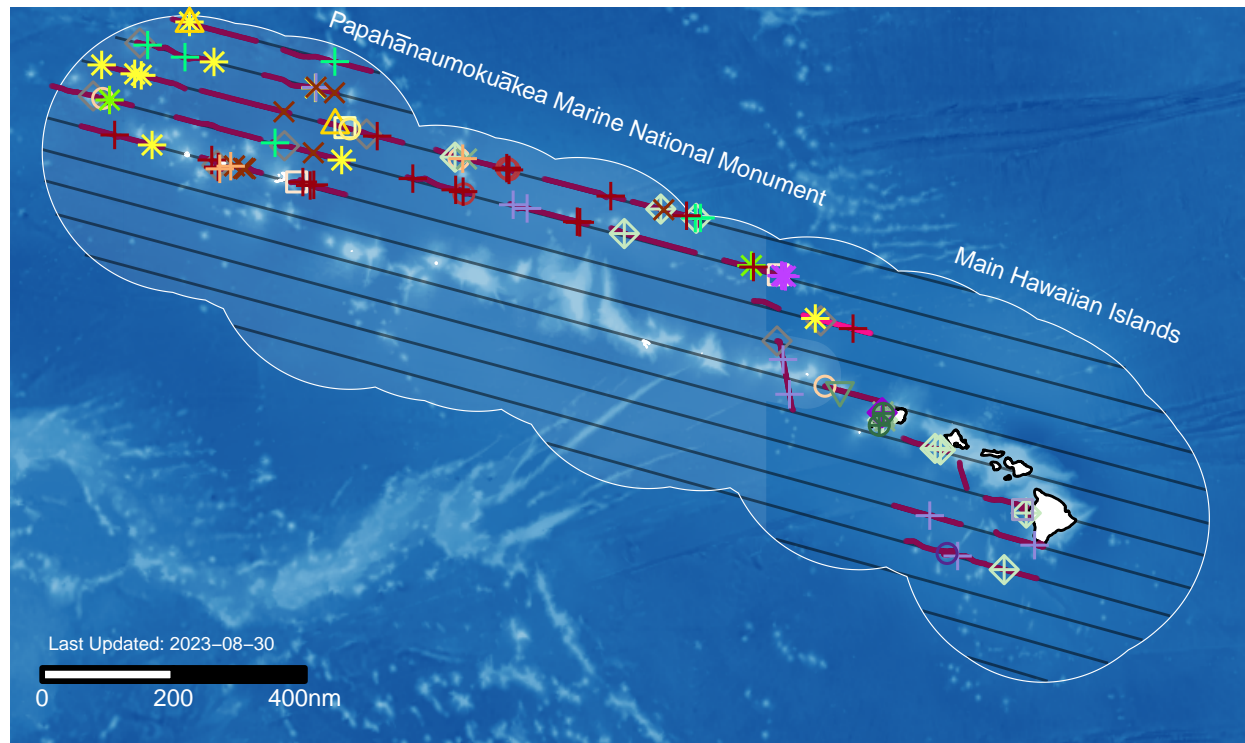 Papahānaumokuākea Marine National Monument
Main Hawaiian Islands
Last Updated: 2023−08−30
0 200 400nm